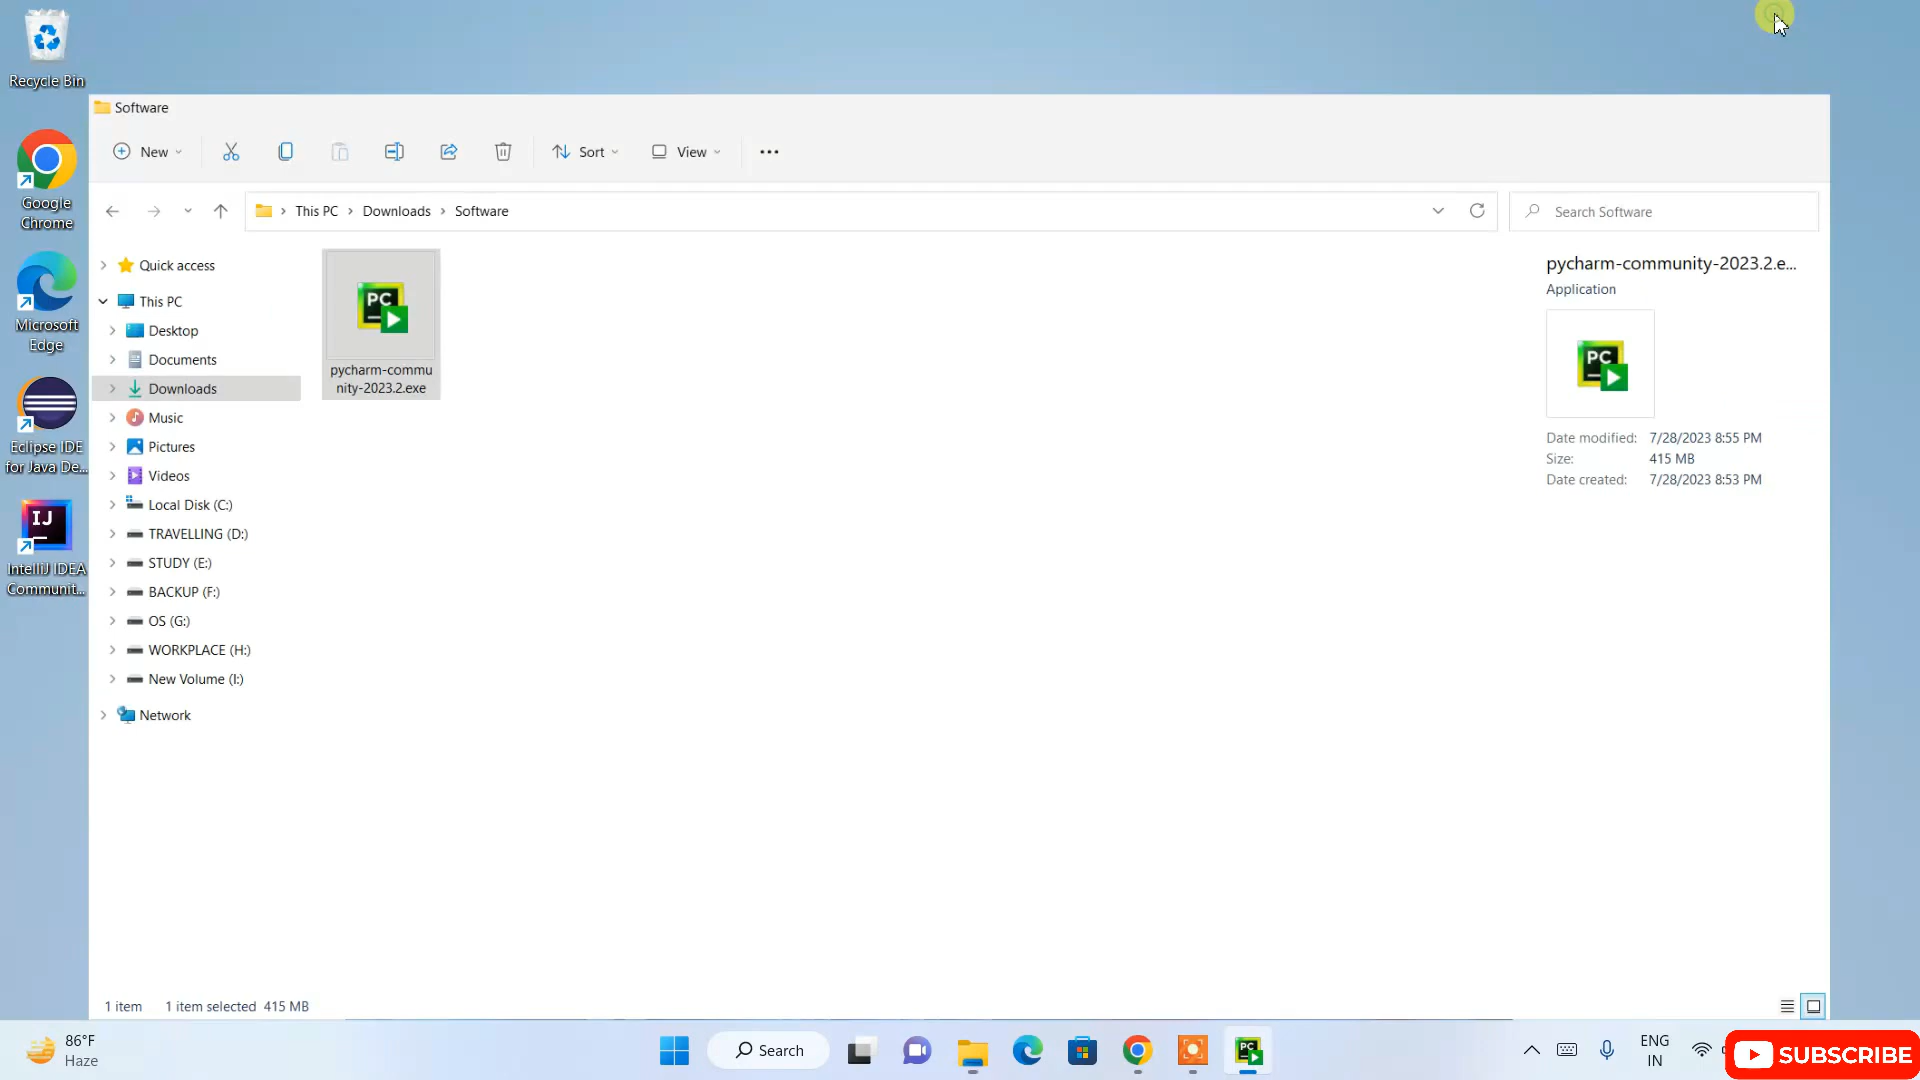 Recycle Bin
Google
Chrome
Microsoft
Edge
Eclipse IDE
for Java De...
IJ
IntelliJ IDEA
Communit...
Software
New
Sort
View
This PC
Downloads
Software
Search Software
Quick access
This PC
Desktop
Documents
Downloads
Music
Pictures
Videos
Local Disk (C:)
TRAVELLING (D:)
STUDY (E:)
BACKUP (F:)
OS (G:)
WORKPLACE (H:)
New Volume (I:)
Network
PC
pycharm-commu
nity-2023.2.exe
pycharm-community-2023.2.e...
Application
PC
Date modified: 7/28/2023 8:55 PM
Size: 415 MB
Date created: 7/28/2023 8:53 PM
1 item 1 item selected 415 MB
86°F
Haze
Search
PC
ENG
IN
SUBSCRIBE